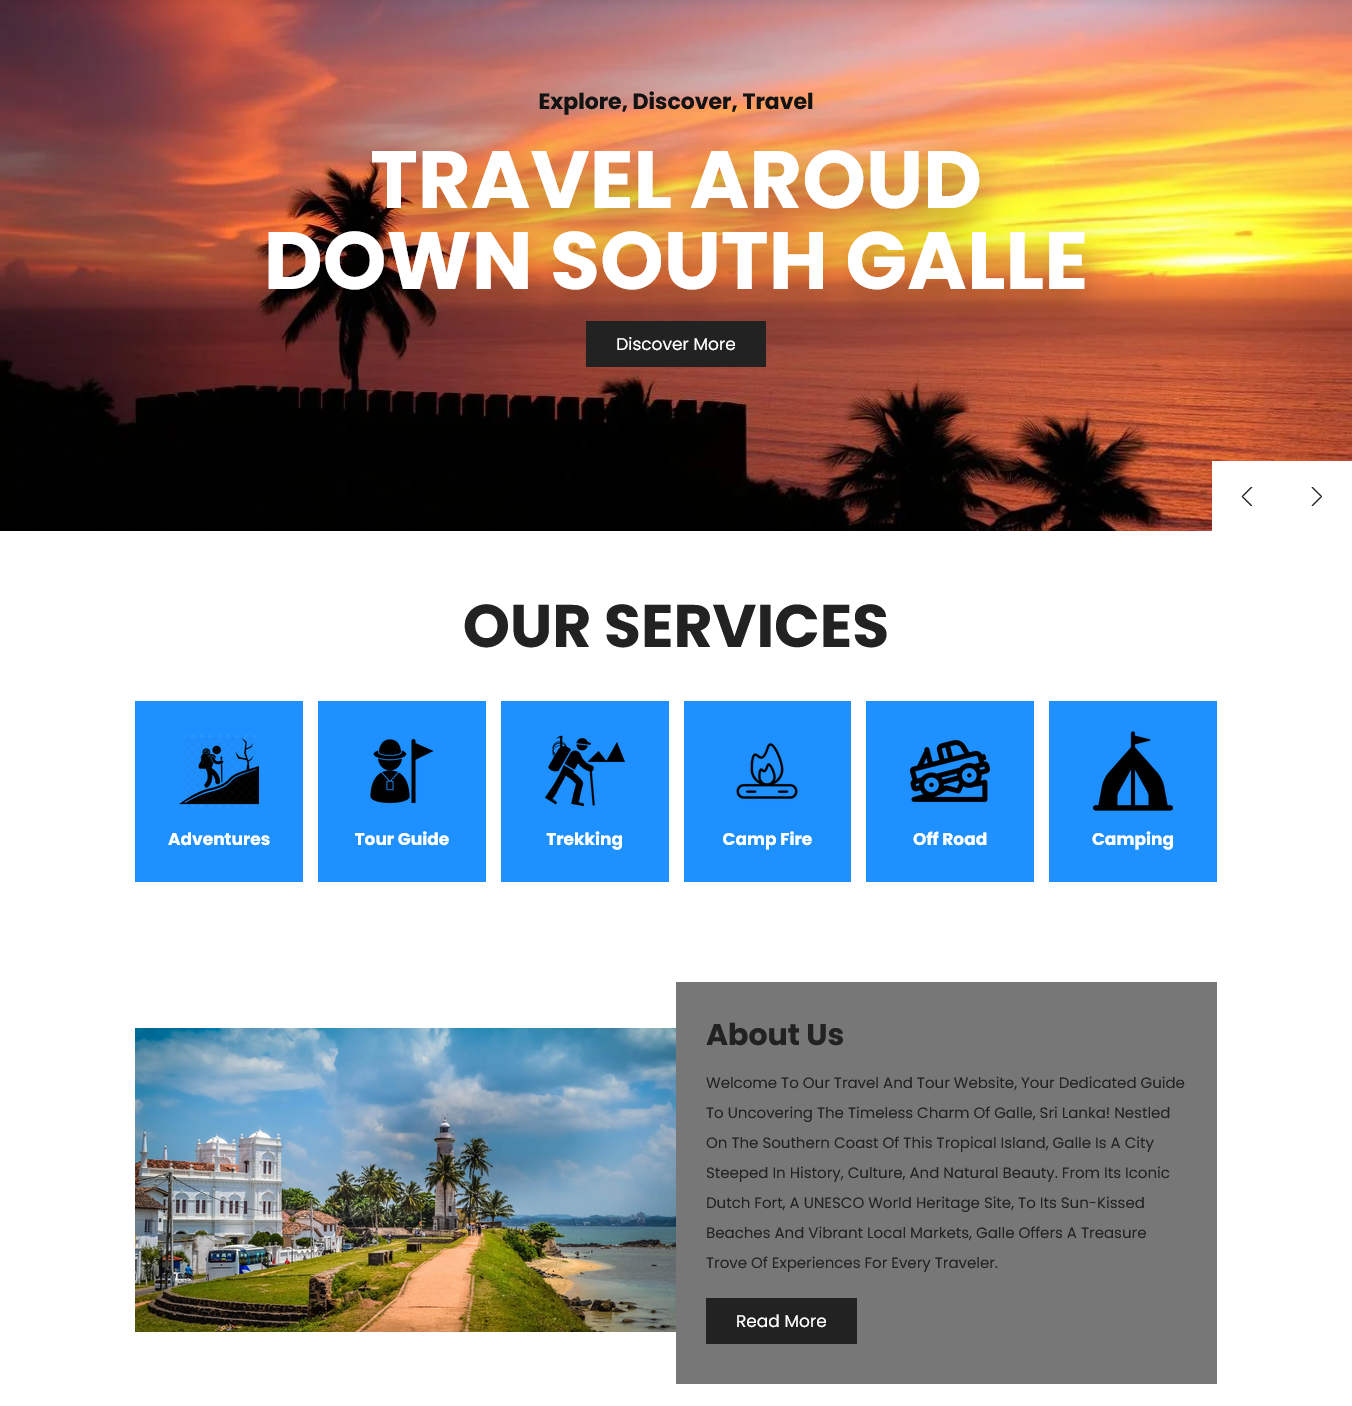 Explore, Discover, Travel
TRAVEL AROUD
DOWN SOUTH GALLE
Discover More
OUR SERVICES
Adventures
Tour Guide
Trekking
Camp Fire
Off Road
Camping
About Us
Welcome To Our Travel And Tour Website, Your Dedicated Guide
To Uncovering The Timeless Charm Of Galle, Sri Lanka! Nestled
On The Southern Coast Of This Tropical Island, Galle Is A City
Steeped In History, Culture, And Natural Beauty. From Its Iconic
Dutch Fort, A UNESCO World Heritage Site, To Its Sun-Kissed
Beaches And Vibrant Local Markets, Galle Offers A Treasure
Trove Of Experiences For Every Traveler.
Read More